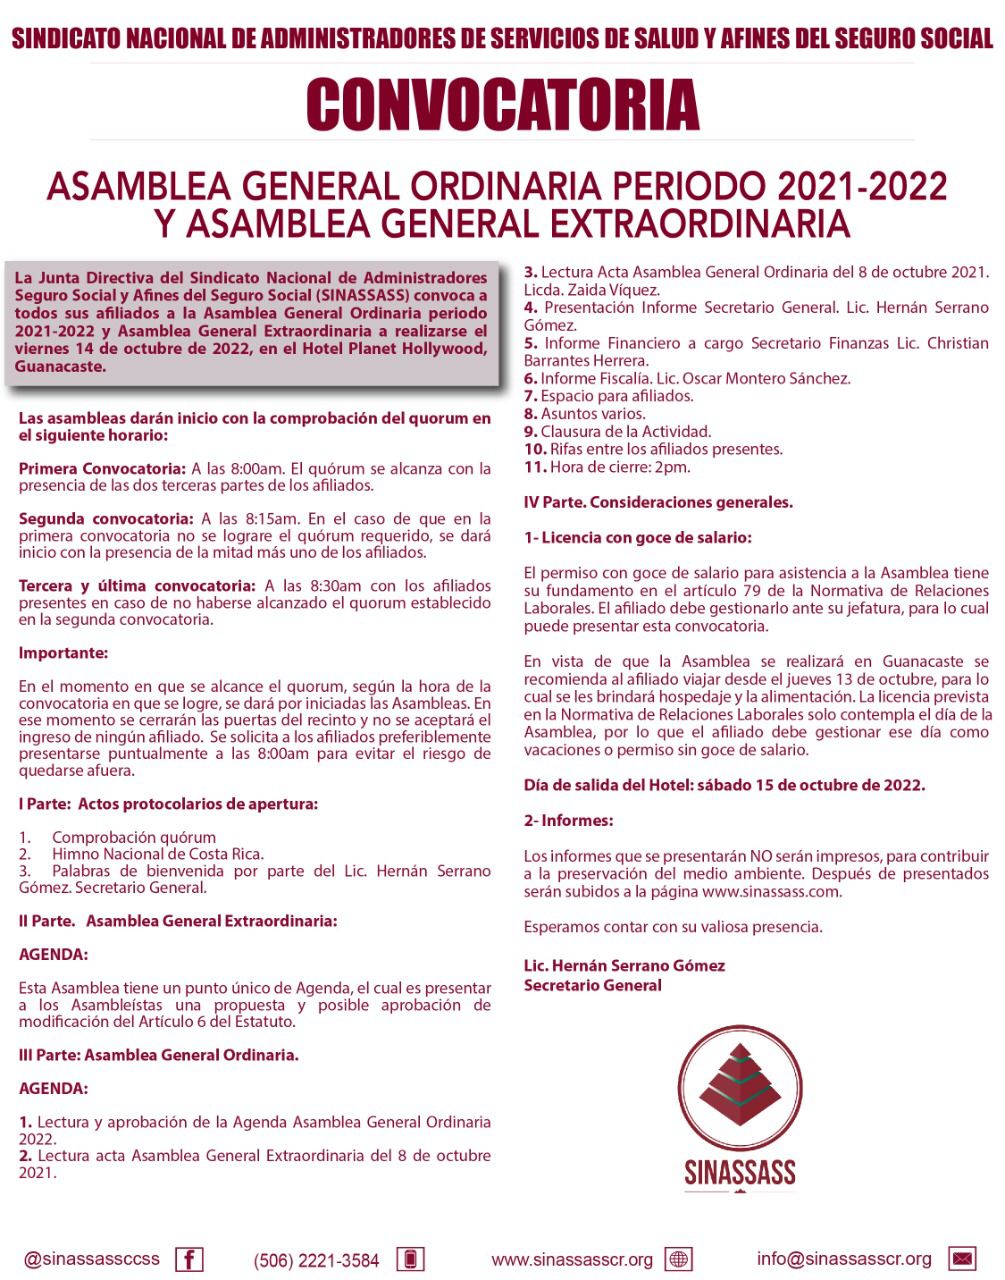 SINDICATO NACIONAL DE ADMINISTRADORES DE SERVICIOS DE SALUD Y AFINES DEL SEGURO SOCIAL
CONVOCATORIA
ASAMBLEA GENERAL ORDINARIA PERIODO 2021-2022
Y ASAMBLEA GENERAL EXTRAORDINARIA
La Junta Directiva del Sindicato Nacional de Administradores
Seguro Social y Afines del Seguro Social (SINASSASS) convoca a
todos sus afiliados a la Asamblea General Ordinaria periodo
2021-2022 y Asamblea General Extraordinaria a realizarse el
viernes 14 de octubre de 2022, en el Hotel Planet Hollywood,
Guanacaste.
Las asambleas darán inicio con la comprobación del quorum en
el siguiente horario:
Primera Convocatoria: A las 8:00am. El quórum se alcanza con la
presencia de las dos terceras partes de los afiliados.
Segunda convocatoria: A las 8:15am. En el caso de que en la
primera convocatoria no se lograre el quórum requerido, se dará
inicio con la presencia de la mitad más uno de los afiliados.
Tercera y última convocatoria: A las 8:30am con los afiliados
presentes en caso de no haberse alcanzado el quorum establecido
en la segunda convocatoria.
Importante:
En el momento en que se alcance el quorum, según la hora de la
convocatoria en que se logre, se dará por iniciadas las Asambleas. En
ese momento se cerrarán las puertas del recinto y no se aceptará el
ingreso de ningún afiliado. Se solicita a los afiliados preferiblemente
presentarse puntualmente a las 8:00am para evitar el riesgo de
quedarse afuera.
I Parte: Actos protocolarios de apertura:
1. Comprobación quórum
2. Himno Nacional de Costa Rica.
3. Palabras de bienvenida por parte del Lic. Hernán Serrano
Gómez. Secretario General.
II Parte. Asamblea General Extraordinaria:
AGENDA:
Esta Asamblea tiene un punto único de Agenda, el cual es presentar
a los Asambleístas una propuesta y posible aprobación de
modificación del Artículo 6 del Estatuto.
III Parte: Asamblea General Ordinaria.
AGENDA:
1. Lectura y aprobación de la Agenda Asamblea General Ordinaria
2022.
2. Lectura acta Asamblea General Extraordinaria del 8 de octubre
2021.
3. Lectura Acta Asamblea General Ordinaria del 8 de octubre 2021.
Licda. Zaida Víquez.
4. Presentación Informe Secretario General. Lic. Hernán Serrano
Gómez.
5. Informe Financiero a cargo Secretario Finanzas Lic. Christian
Barrantes Herrera.
6. Informe Fiscalía. Lic. Oscar Montero Sánchez.
7. Espacio para afiliados.
8. Asuntos varios.
9. Clausura de la Actividad.
10. Rifas entre los afiliados presentes.
11. Hora de cierre: 2pm.
IV Parte. Consideraciones generales.
1- Licencia con goce de salario:
El permiso con goce de salario para asistencia a la Asamblea tiene
su fundamento en el artículo 79 de la Normativa de Relaciones
Laborales. El afiliado debe gestionarlo ante su jefatura, para lo cual
puede presentar esta convocatoria.
En vista de que la Asamblea se realizará en Guanacaste se
recomienda al afiliado viajar desde el jueves 13 de octubre, para lo
cual se les brindará hospedaje y la alimentación. La licencia prevista
en la Normativa de Relaciones Laborales solo contempla el día de la
Asamblea, por lo que el afiliado debe gestionar ese día como
vacaciones o permiso sin goce de salario.
Día de salida del Hotel: sábado 15 de octubre de 2022.
2- Informes:
Los informes que se presentarán NO serán impresos, para contribuir
a la preservación del medio ambiente. Después de presentados
serán subidos a la página www.sinassass.com.
Esperamos contar con su valiosa presencia.
Lic. Hernán Serrano Gómez
Secretario General
SINASSASS
@sinassassccss
(506) 2221-3584
www.sinassasscr.org
info@sinassasscr.org